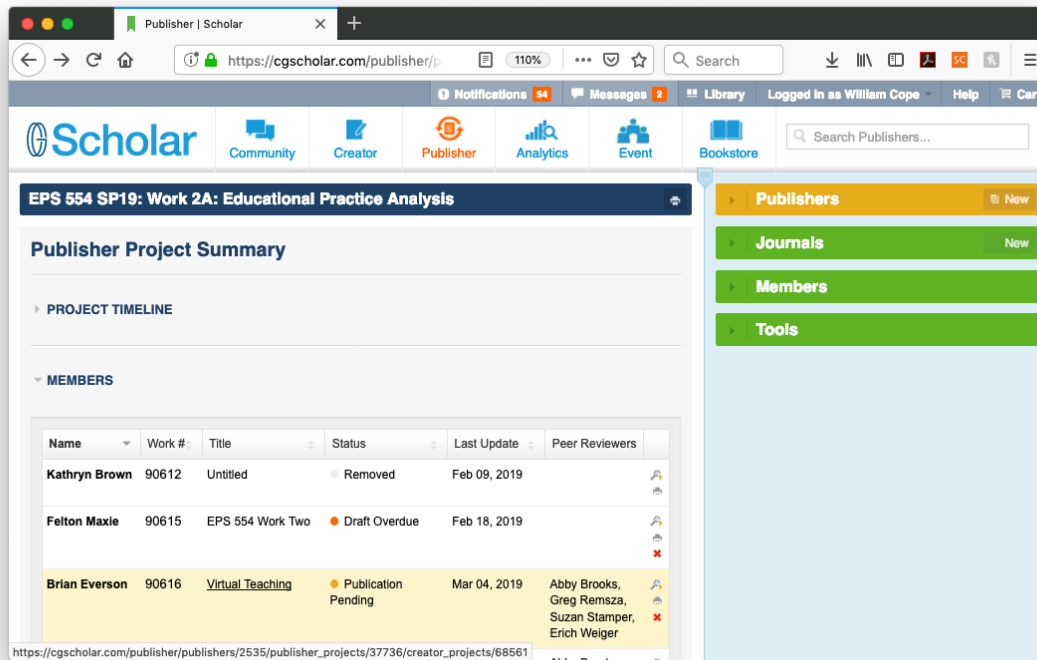 Publisher | Scholar
https://cgscholar.com/publisher/p
110%
Search
Notifications 54 Messages 2 Library Logged in as William Cope Help Car
Scholar
Community Creator Publisher Analytics Event Bookstore
Search Publishers...
EPS 554 SP19: Work 2A: Educational Practice Analysis
Publisher Project Summary
PROJECT TIMELINE
MEMBERS
Name Work # Title Status Last Update Peer Reviewers
Kathryn Brown 90612 Untitled Removed Feb 09, 2019
Felton Maxie 90615 EPS 554 Work Two Draft Overdue Feb 18, 2019
Brian Everson 90616 Virtual Teaching Publication Mar 04, 2019 Abby Brooks,
Pending Greg Remsza,
Suzan Stamper,
Erich Weiger
https://cgscholar.com/publisher/publishers/2535/publisher_projects/37736/creator_projects/68561
Publishers New
Journals New
Members
Tools